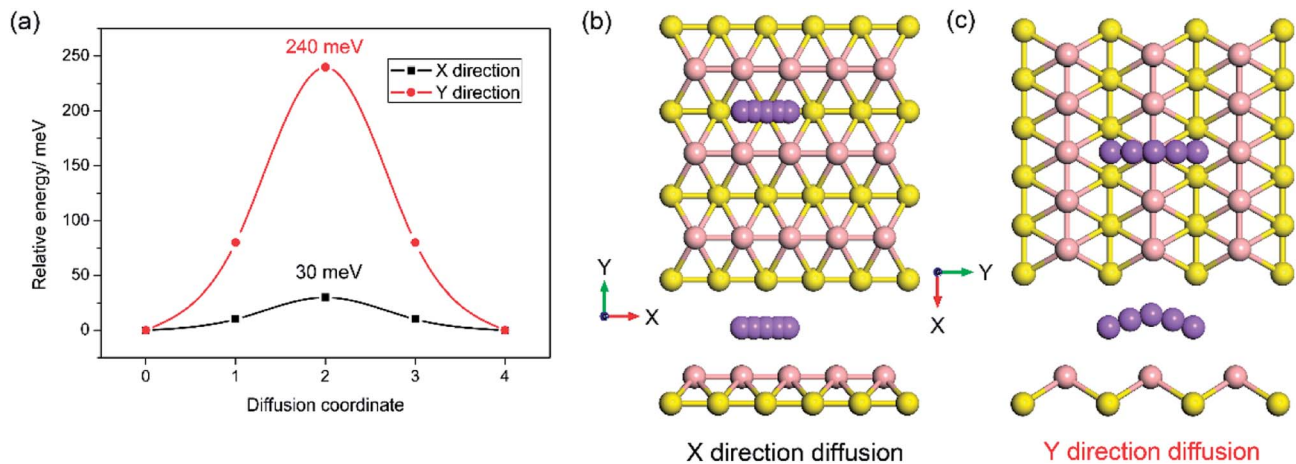 (a)
240 meV
X direction
Y direction
30 meV
Relative energy/ meV
250
200
150
100
50
0
0 1 2 3 4
Diffusion coordinate
(b)
Y
X
X direction diffusion
(c)
Y
X
Y direction diffusion